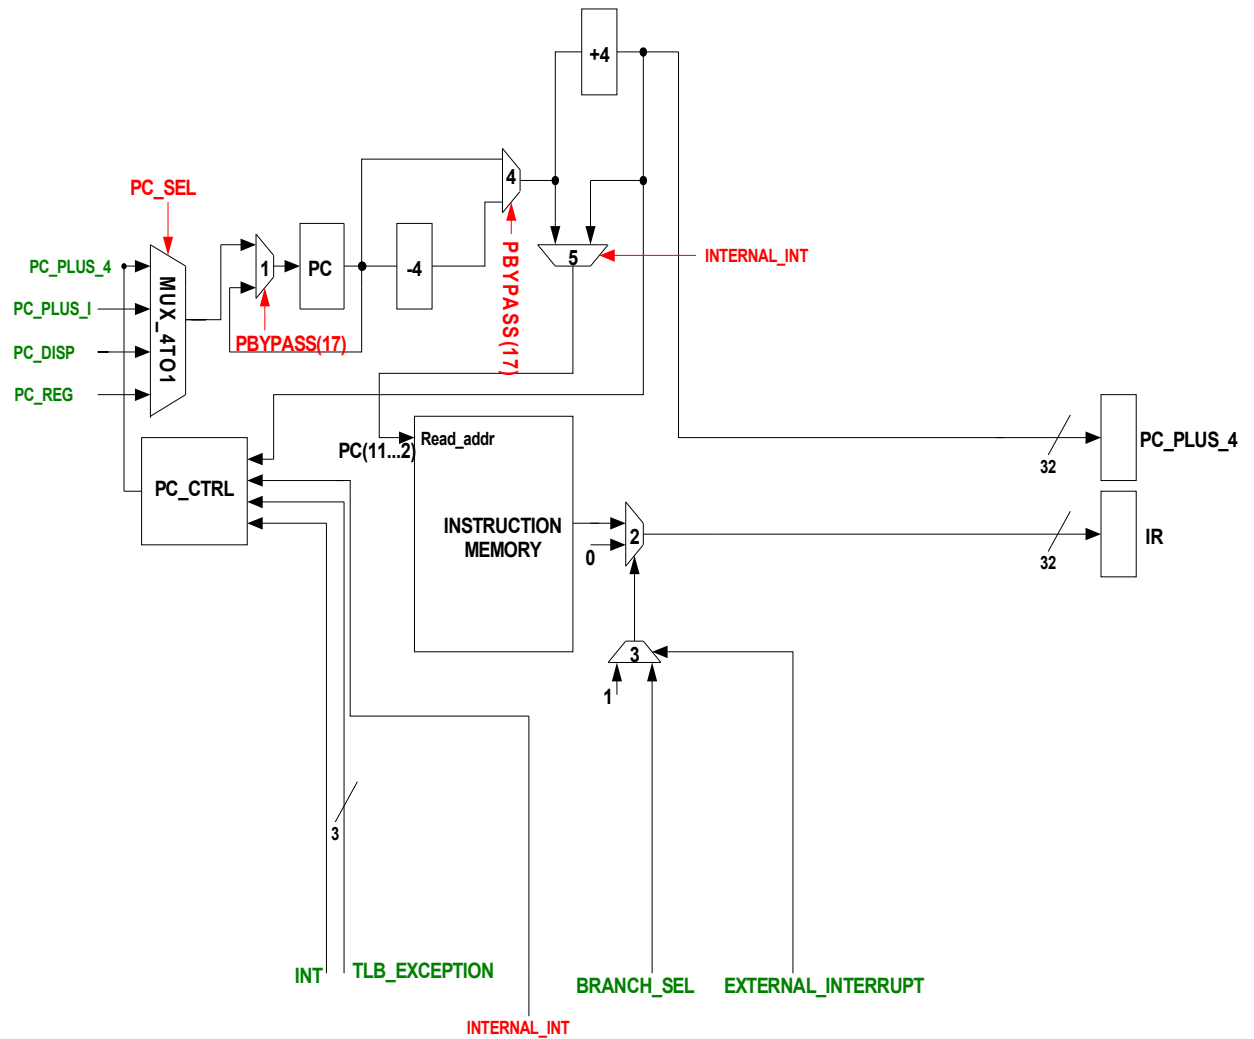 +4
PC_SEL
4
PC_PLUS_4
MUX_4TO1
1
PC
-4
PBYPASS(17)
5
INTERNAL_INT
PC_PLUS_I
PBYPASS(17)
PC_DISP
PC_REG
Read_addr
PC(11...2)
PC_PLUS_4
32
PC_CTRL
INSTRUCTION
MEMORY
2
0
IR
32
3
1
3
INT
TLB_EXCEPTION
BRANCH_SEL
EXTERNAL_INTERRUPT
INTERNAL_INT